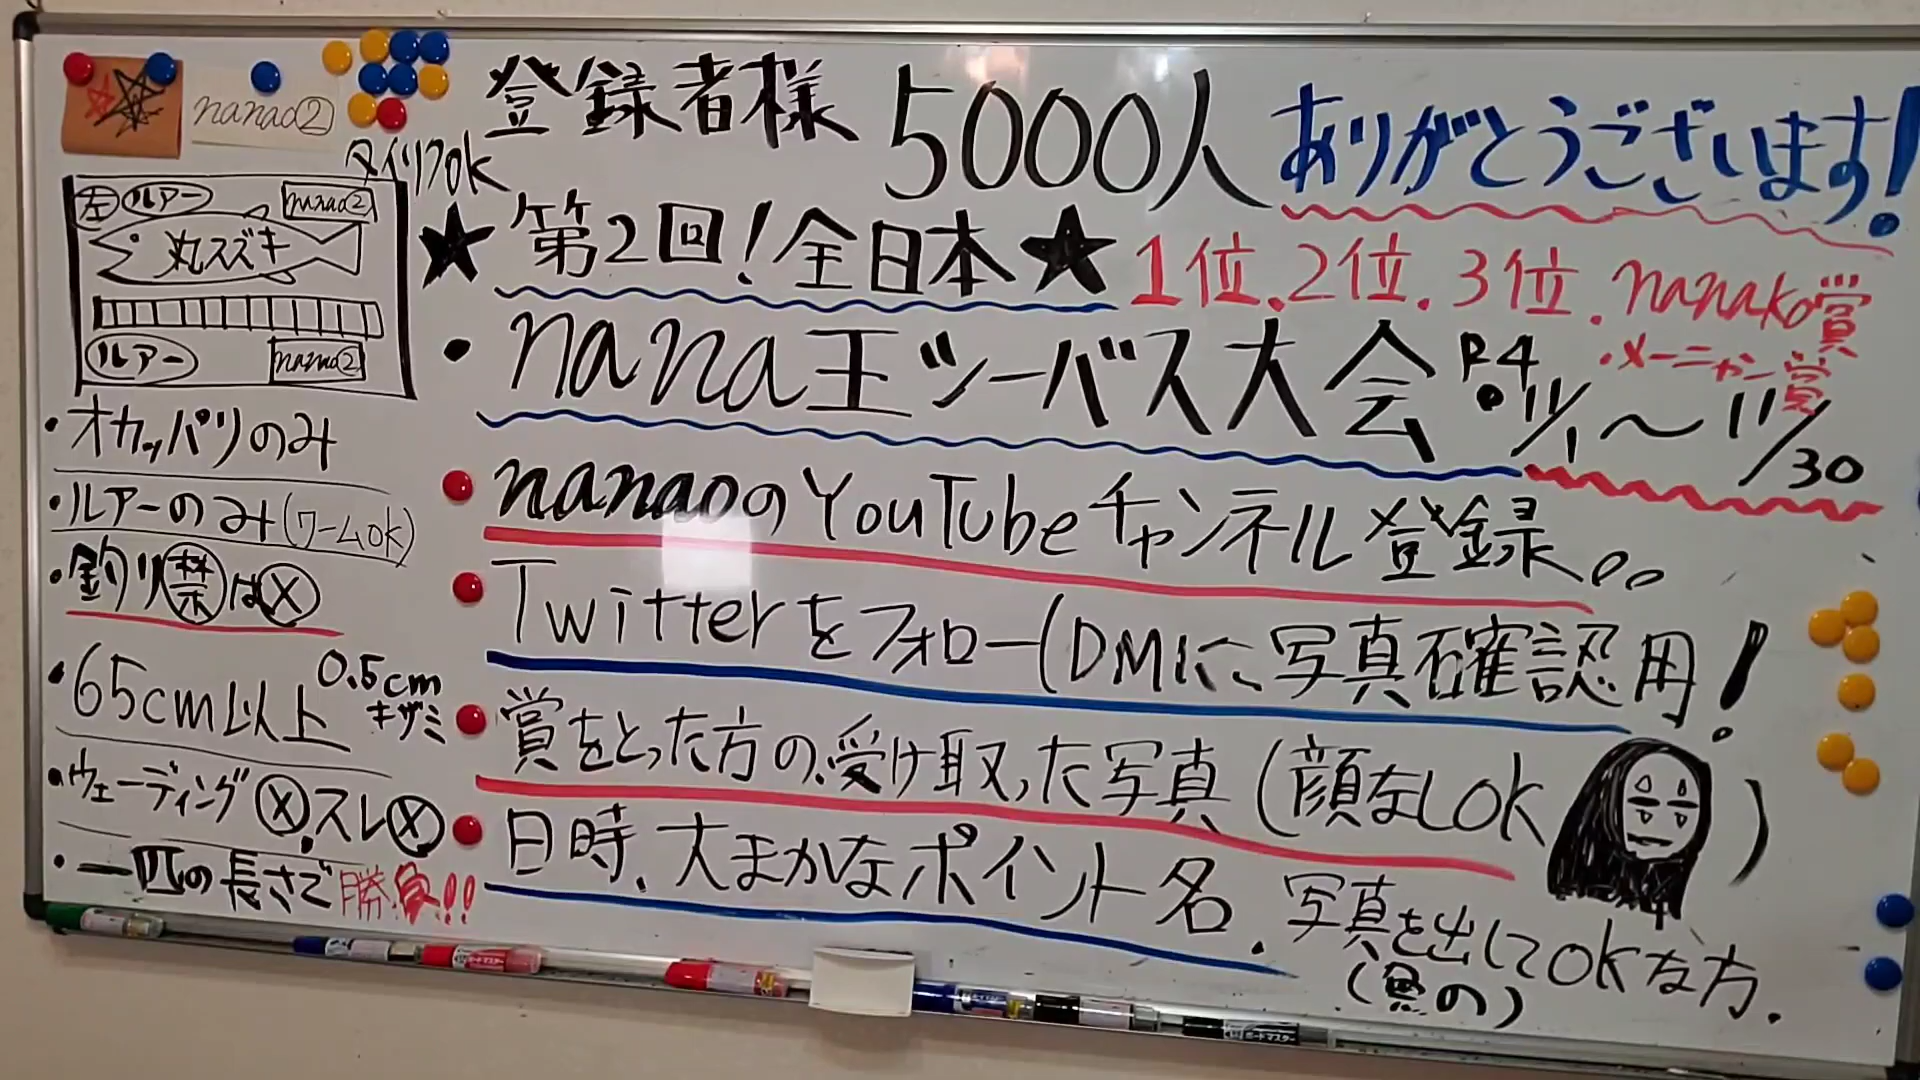 nanao②
登録者様 5000人 ありがとうございます!
タイリクOK
★第2回!全日本★
1位.2位.3位.nanako賞
・メーニャン賞
・nana王ツーバス大会 R4.11/1〜11/30
nanaoのYouTubeチャンネル登録。。
Twitterをフォロー(DMに、写真確認用!
賞をとった方の、受け取った写真(顔なしOK)
日時、大まかなポイント名.
写真を出してOKな方.
(魚の)
左 ルアー nanao②
丸スズキ
ルアー nanao②
・オカッパリのみ
・ルアーのみ(ワームOK)
・釣り禁は×
・65cm以上 0.5cmキザミ
・ウェーディング×.スレ×
・一匹の長さで勝負!!
ボードマスター